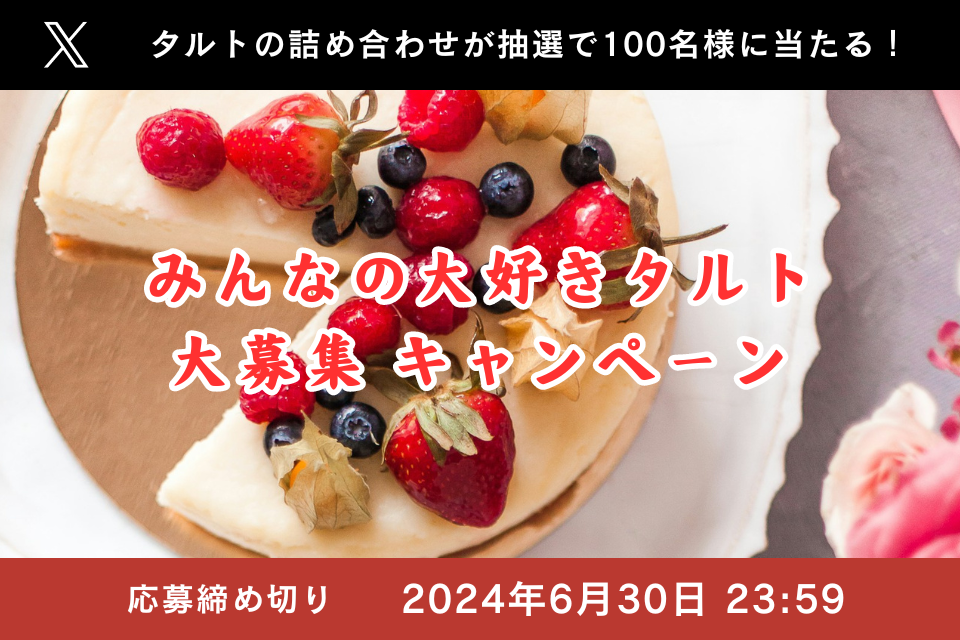 タルトの詰め合わせが抽選で100名様に当たる！
みんなの大好きタルト
大募集 キャンペーン
応募締め切り 2024年6月30日 23:59